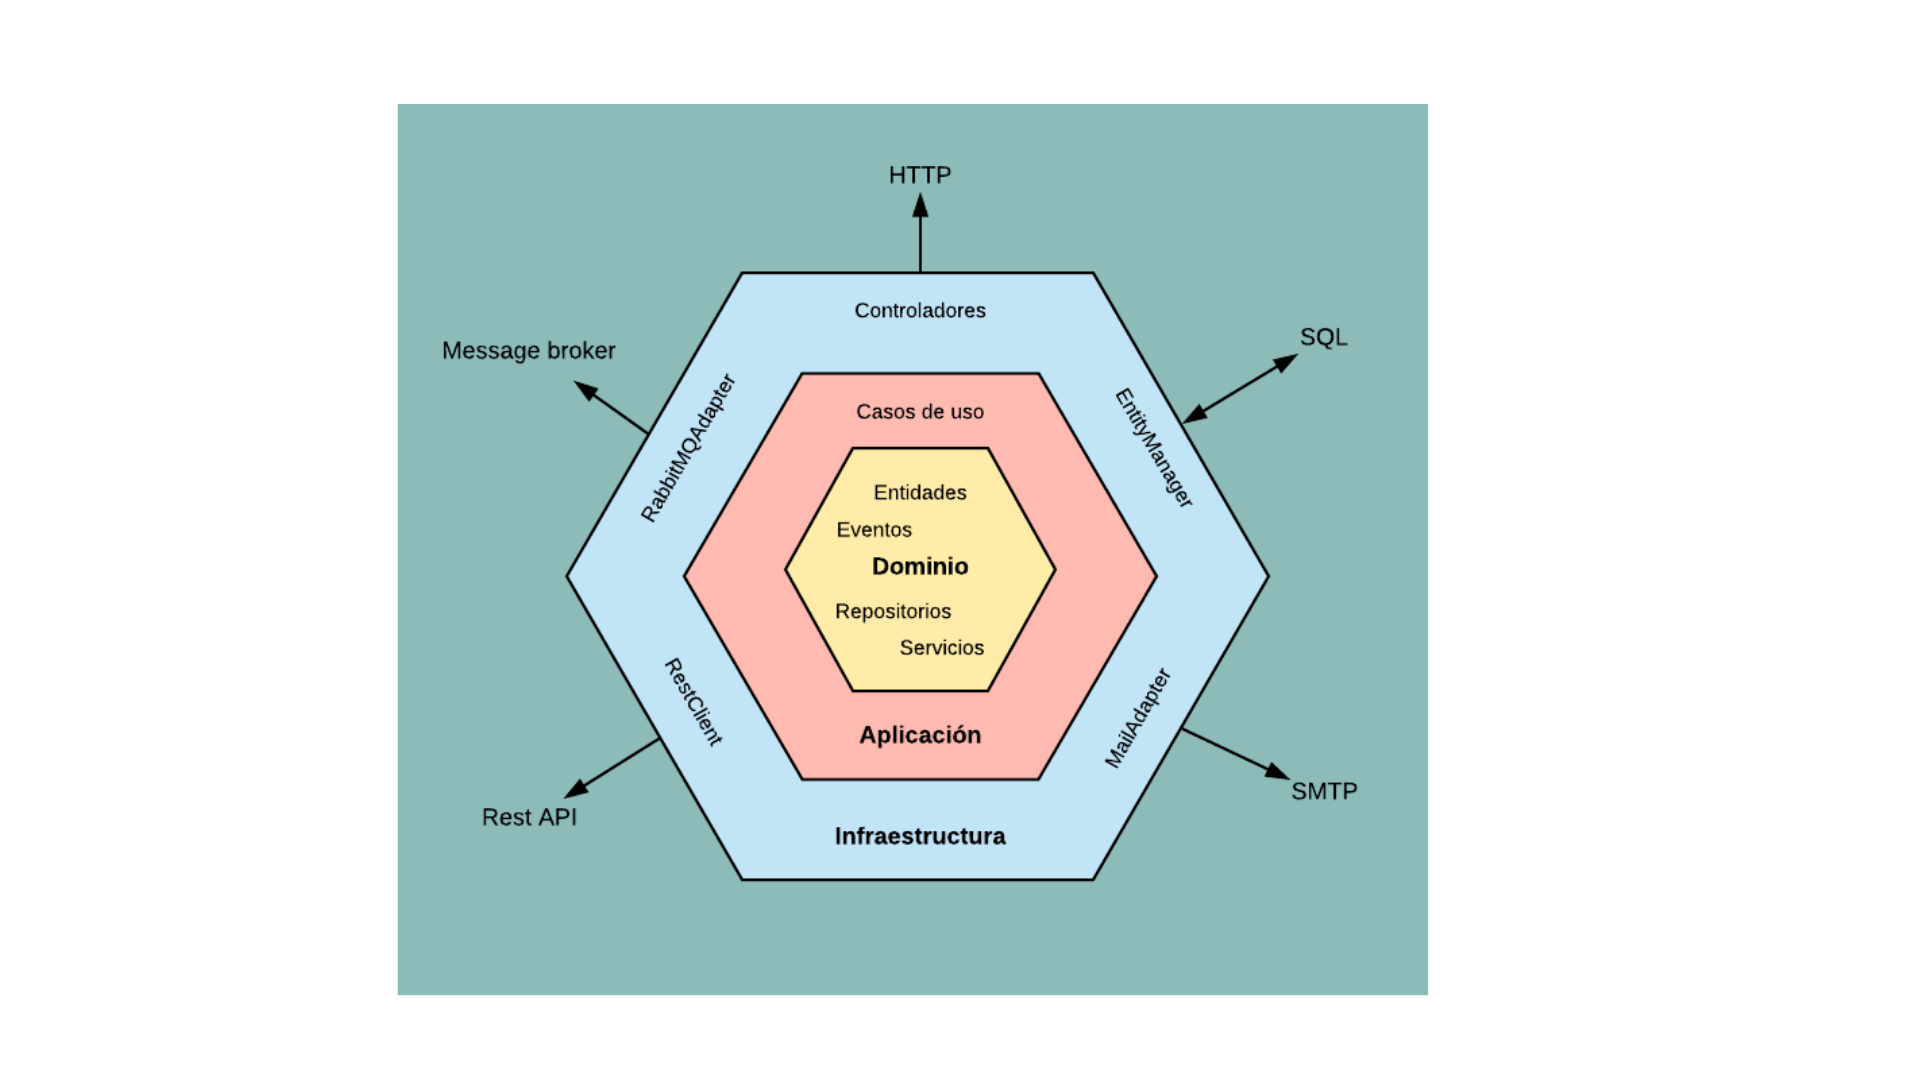 HTTP
Controladores
SQL
Message broker
RabbitMQAdapter
EntityManager
Casos de uso
Entidades
Eventos
Dominio
Repositorios
Servicios
RestClient
MailAdapter
Aplicación
SMTP
Rest API
Infraestructura